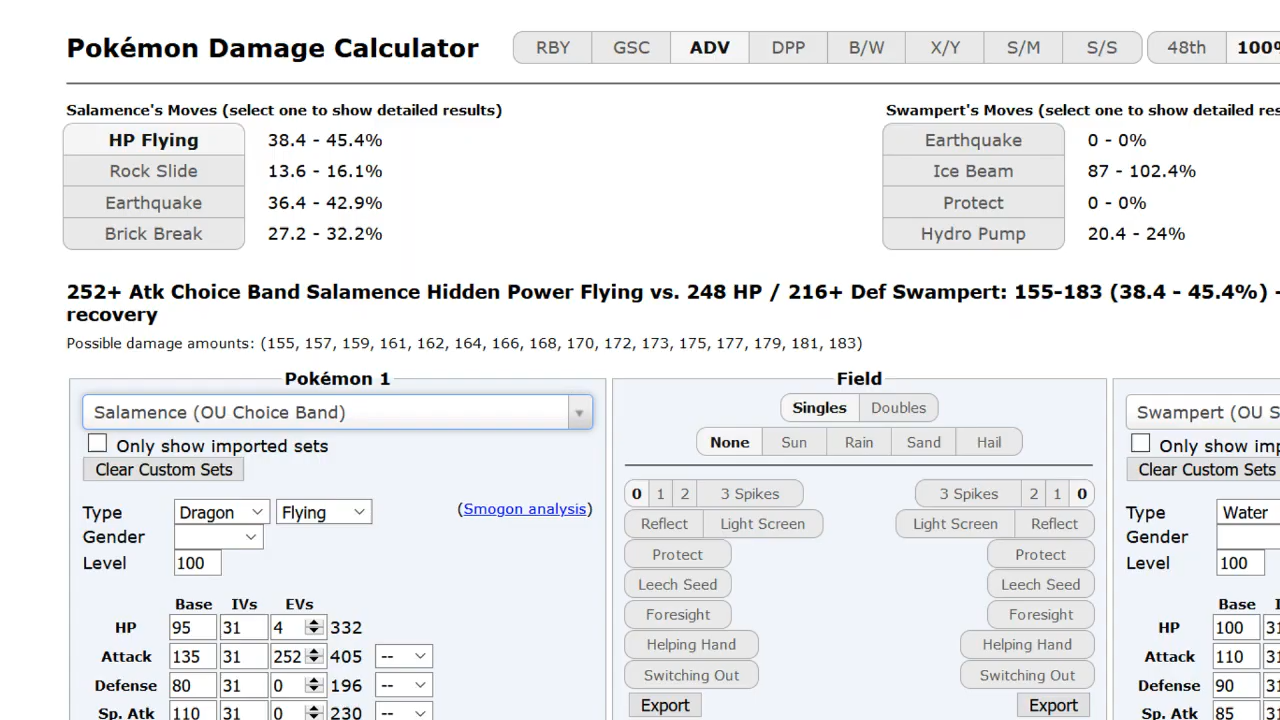 Pokémon Damage Calculator RBY GSC ADV DPP B/W X/Y S/M S/S 48th 100%
Salamence's Moves (select one to show detailed results) Swampert's Moves (select one to show detailed res
HP Flying 38.4 - 45.4% Earthquake 0 - 0%
Rock Slide 13.6 - 16.1% Ice Beam 87 - 102.4%
Earthquake 36.4 - 42.9% Protect 0 - 0%
Brick Break 27.2 - 32.2% Hydro Pump 20.4 - 24%
252+ Atk Choice Band Salamence Hidden Power Flying vs. 248 HP / 216+ Def Swampert: 155-183 (38.4 - 45.4%) -
recovery
Possible damage amounts: (155, 157, 159, 161, 162, 164, 166, 168, 170, 172, 173, 175, 177, 179, 181, 183)
Pokémon 1 Field
Salamence (OU Choice Band) Singles Doubles Swampert (OU S
Only show imported sets None Sun Rain Sand Hail Only show imp
Clear Custom Sets Clear Custom Sets
0 1 2 3 Spikes 3 Spikes 2 1 0
Type Dragon Flying (Smogon analysis) Reflect Light Screen Light Screen Reflect Type Water
Gender Protect Protect Gender
Level 100 Leech Seed Leech Seed Level 100
Base IVs EVs Foresight Foresight Base
HP 95 31 4 332 Helping Hand Helping Hand HP 100 31
Attack 135 31 252 405 -- Switching Out Switching Out Attack 110 31
Defense 80 31 0 196 -- Export Export Defense 90 31
Sp. Atk 110 31 0 230 -- Sp. Atk 85 31